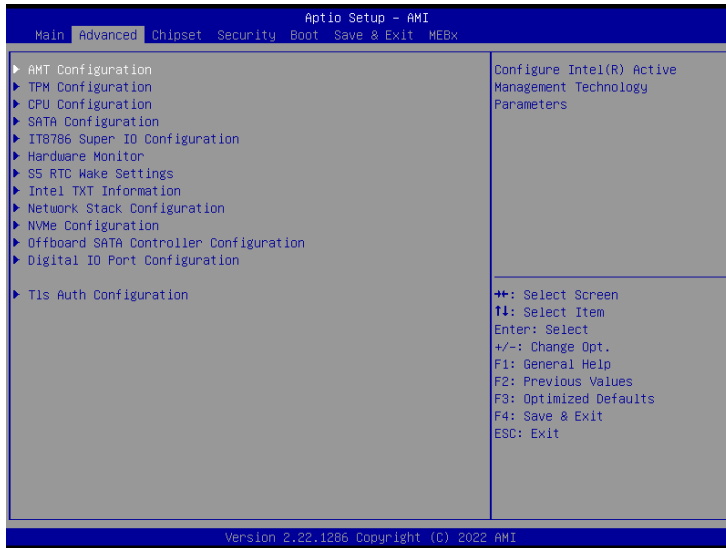 Aptio Setup - AMI
Main Advanced Chipset Security Boot Save & Exit MEBx
AMT Configuration
TPM Configuration
CPU Configuration
SATA Configuration
IT8786 Super IO Configuration
Hardware Monitor
S5 RTC Wake Settings
Intel TXT Information
Network Stack Configuration
NVMe Configuration
Offboard SATA Controller Configuration
Digital IO Port Configuration
Tls Auth Configuration
Configure Intel(R) Active
Management Technology
Parameters
→←: Select Screen
↑↓: Select Item
Enter: Select
+/-: Change Opt.
F1: General Help
F2: Previous Values
F3: Optimized Defaults
F4: Save & Exit
ESC: Exit
Version 2.22.1286 Copyright (C) 2022 AMI